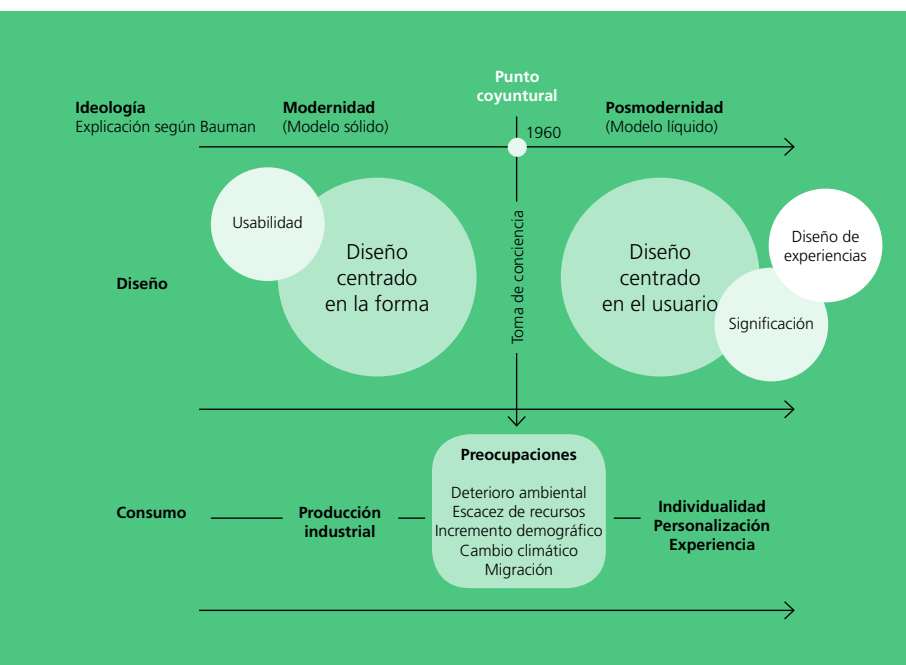 Punto
coyuntural
Ideología
Explicación según Bauman
Modernidad
(Modelo sólido)
1960
Posmodernidad
(Modelo líquido)
Diseño
Usabilidad
Diseño
centrado
en la forma
Toma de conciencia
Diseño
centrado
en el usuario
Diseño de
experiencias
Significación
Consumo
Producción
industrial
Preocupaciones
Deterioro ambiental
Escacez de recursos
Incremento demográfico
Cambio climático
Migración
Individualidad
Personalización
Experiencia